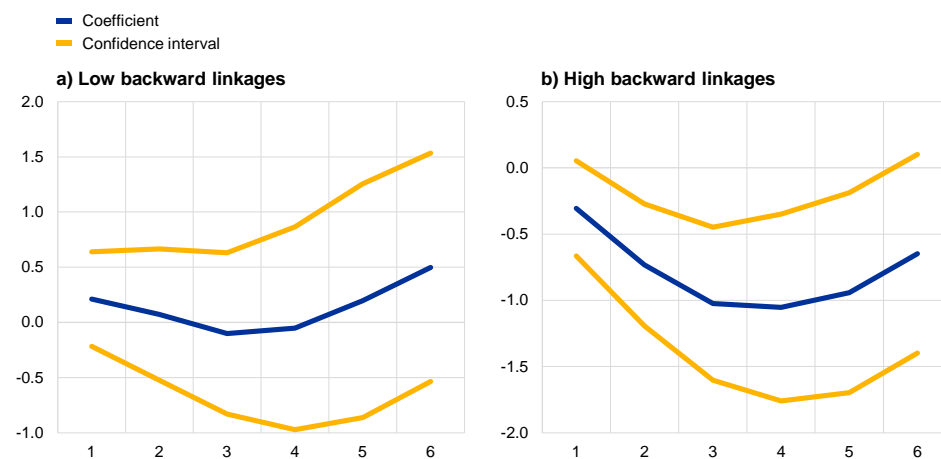 Coefficient
Confidence interval
a) Low backward linkages
2.0
1.5
1.0
0.5
0.0
-0.5
-1.0
1 2 3 4 5 6
b) High backward linkages
0.5
0.0
-0.5
-1.0
-1.5
-2.0
1 2 3 4 5 6